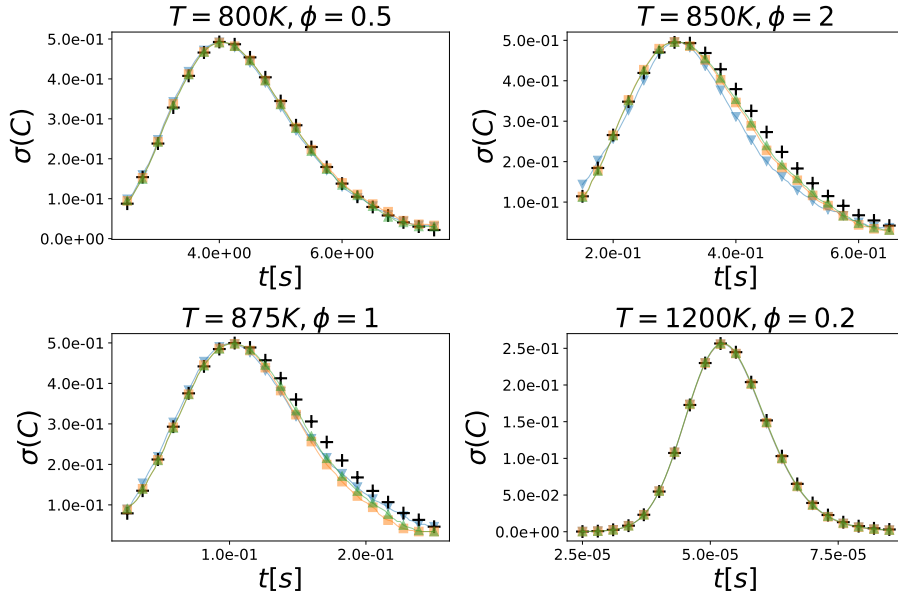 T = 800K, ϕ = 0.5
5.0e−01
4.0e−01
3.0e−01
2.0e−01
1.0e−01
0.0e+00
σ(C)
4.0e+00 6.0e+00
t[s]
T = 850K, ϕ = 2
5.0e−01
4.0e−01
3.0e−01
2.0e−01
1.0e−01
σ(C)
2.0e−01 4.0e−01 6.0e−01
t[s]
T = 875K, ϕ = 1
5.0e−01
4.0e−01
3.0e−01
2.0e−01
1.0e−01
σ(C)
1.0e−01 2.0e−01
t[s]
T = 1200K, ϕ = 0.2
2.5e−01
2.0e−01
1.5e−01
1.0e−01
5.0e−02
0.0e+00
σ(C)
2.5e−05 5.0e−05 7.5e−05
t[s]